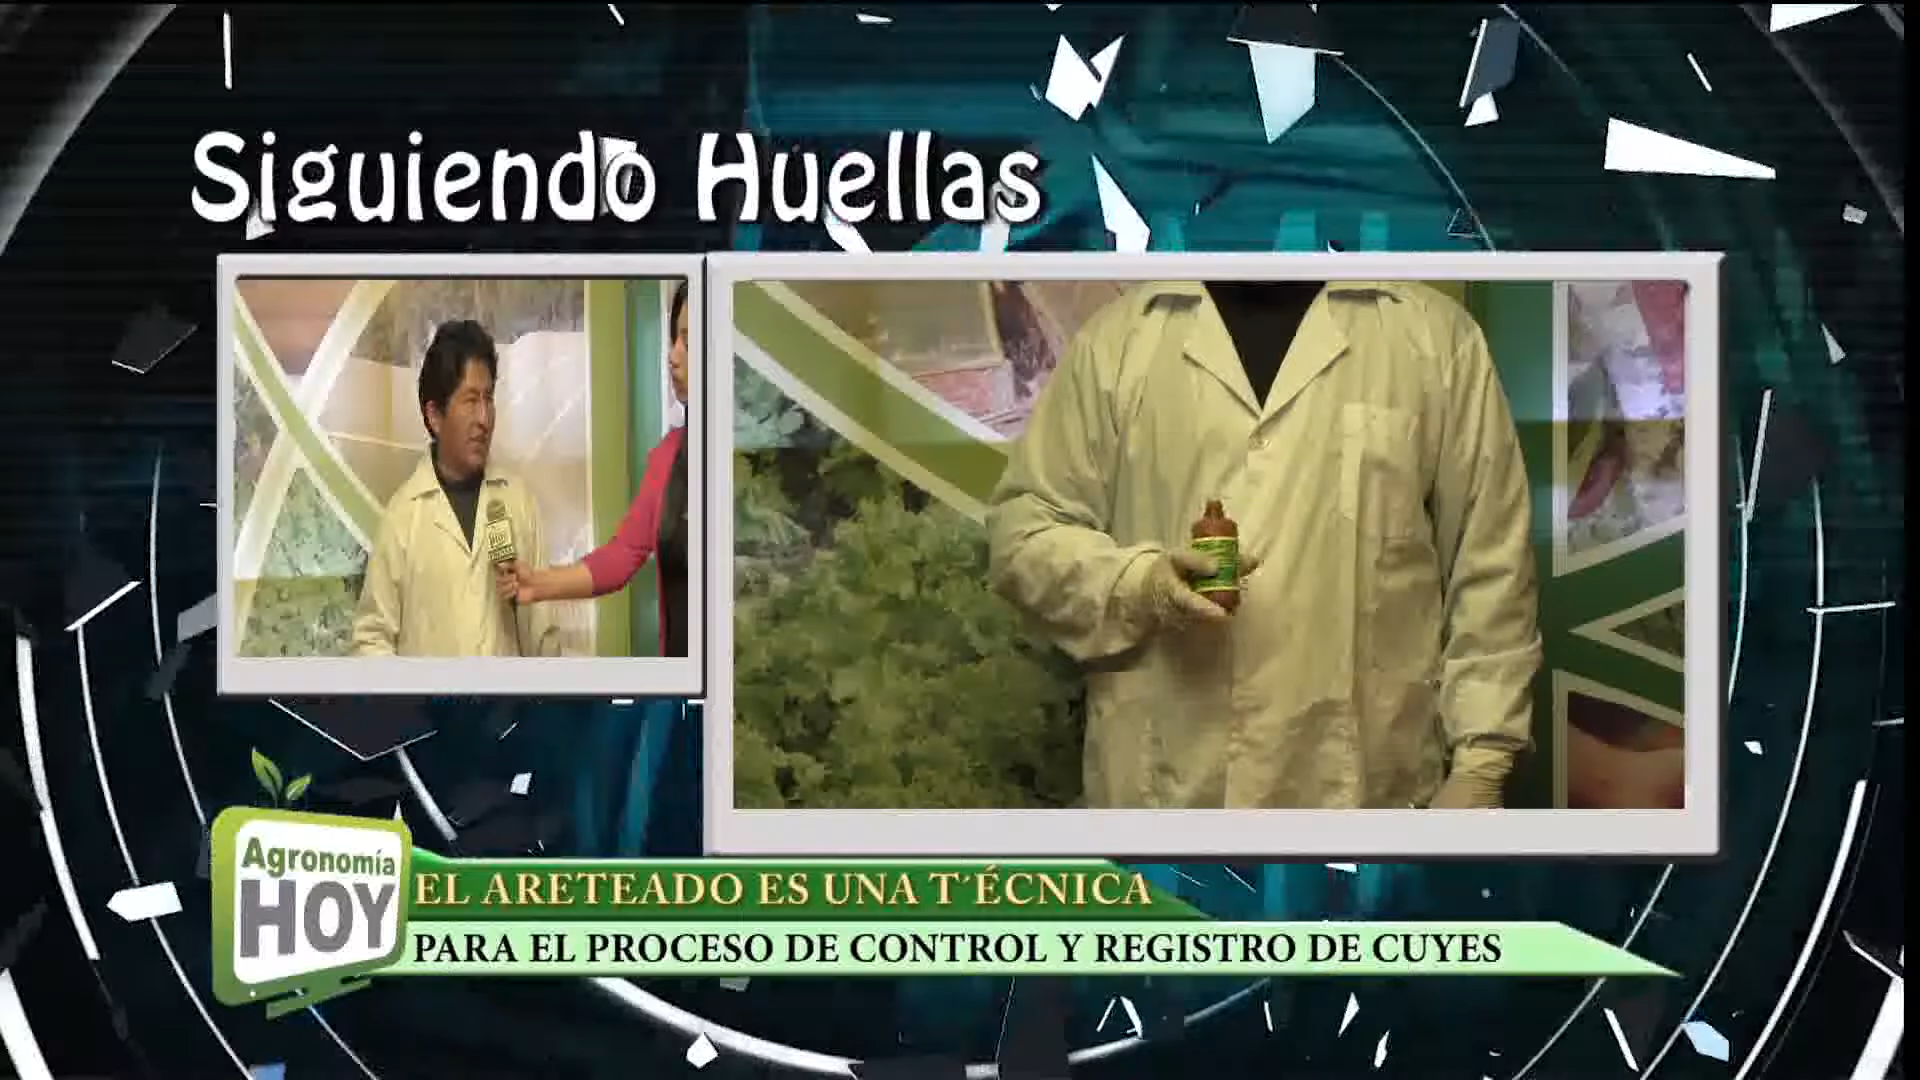 Siguiendo Huellas
Agronomía
HOY
EL ARETEADO ES UNA T´ÉCNICA
PARA EL PROCESO DE CONTROL Y REGISTRO DE CUYES